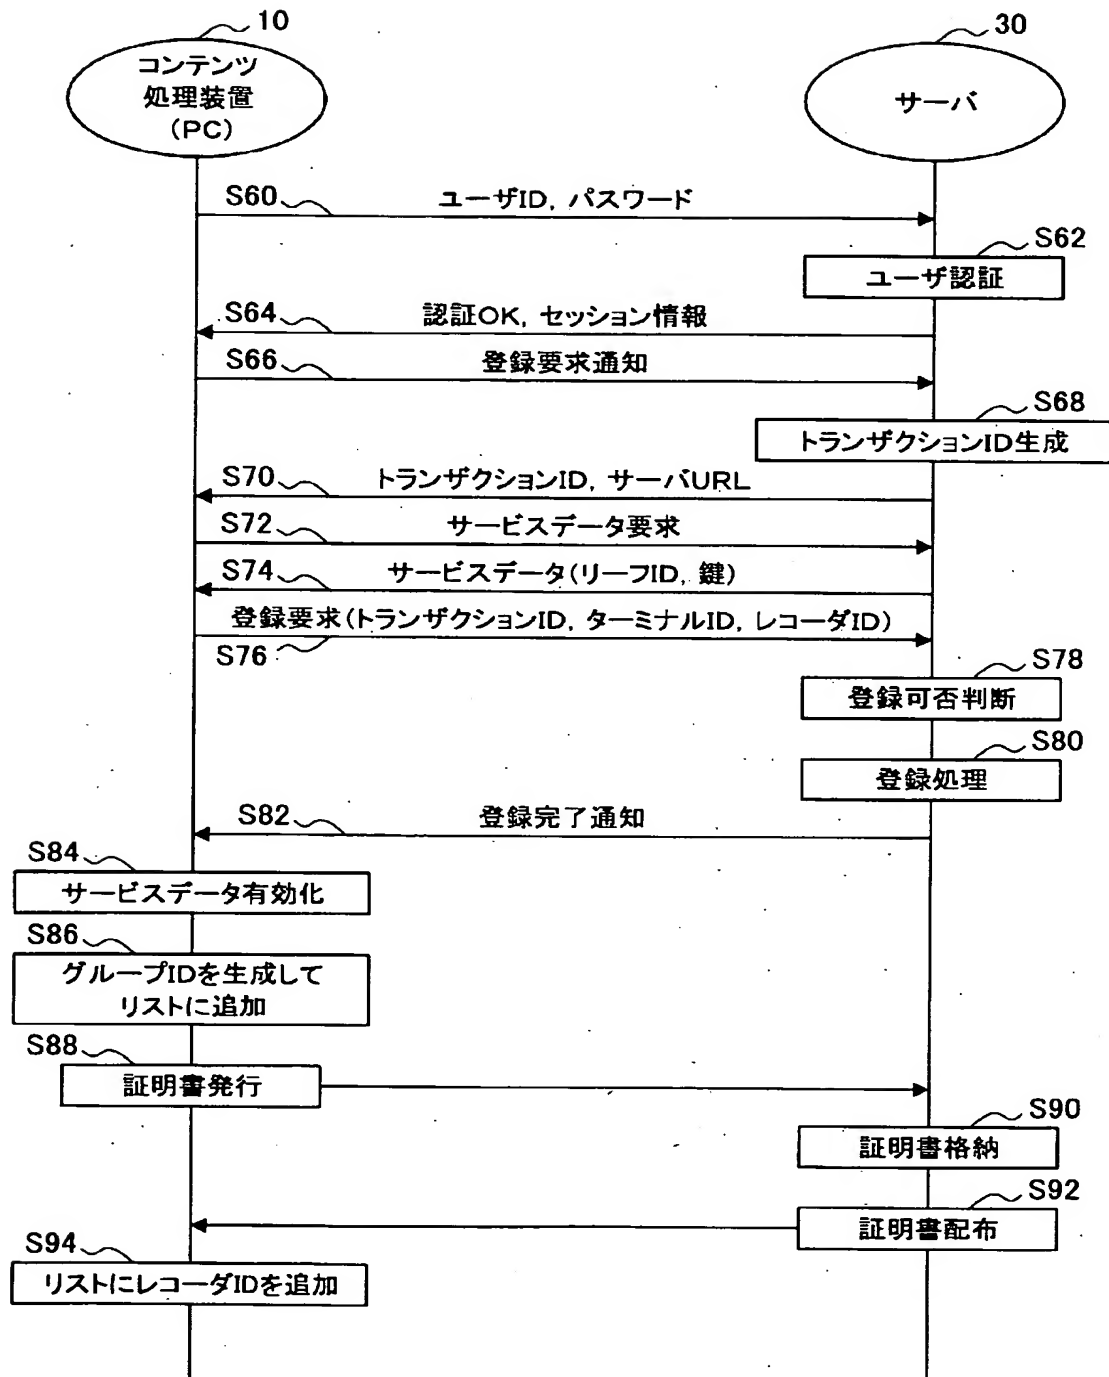 10
30
コンテンツ
処理装置
(PC)
サーバ
S60
ユーザID, パスワード
S62
ユーザ認証
S64
認証OK, セッション情報
S66
登録要求通知
S68
トランザクションID生成
S70
トランザクションID, サーバURL
S72
サービスデータ要求
S74
サービスデータ(リーフID, 鍵)
登録要求(トランザクションID, ターミナルID, レコーダID)
S76
S78
登録可否判断
S80
登録処理
S82
登録完了通知
S84
サービスデータ有効化
S86
グループIDを生成して
リストに追加
S88
証明書発行
S90
証明書格納
S92
証明書配布
S94
リストにレコーダIDを追加